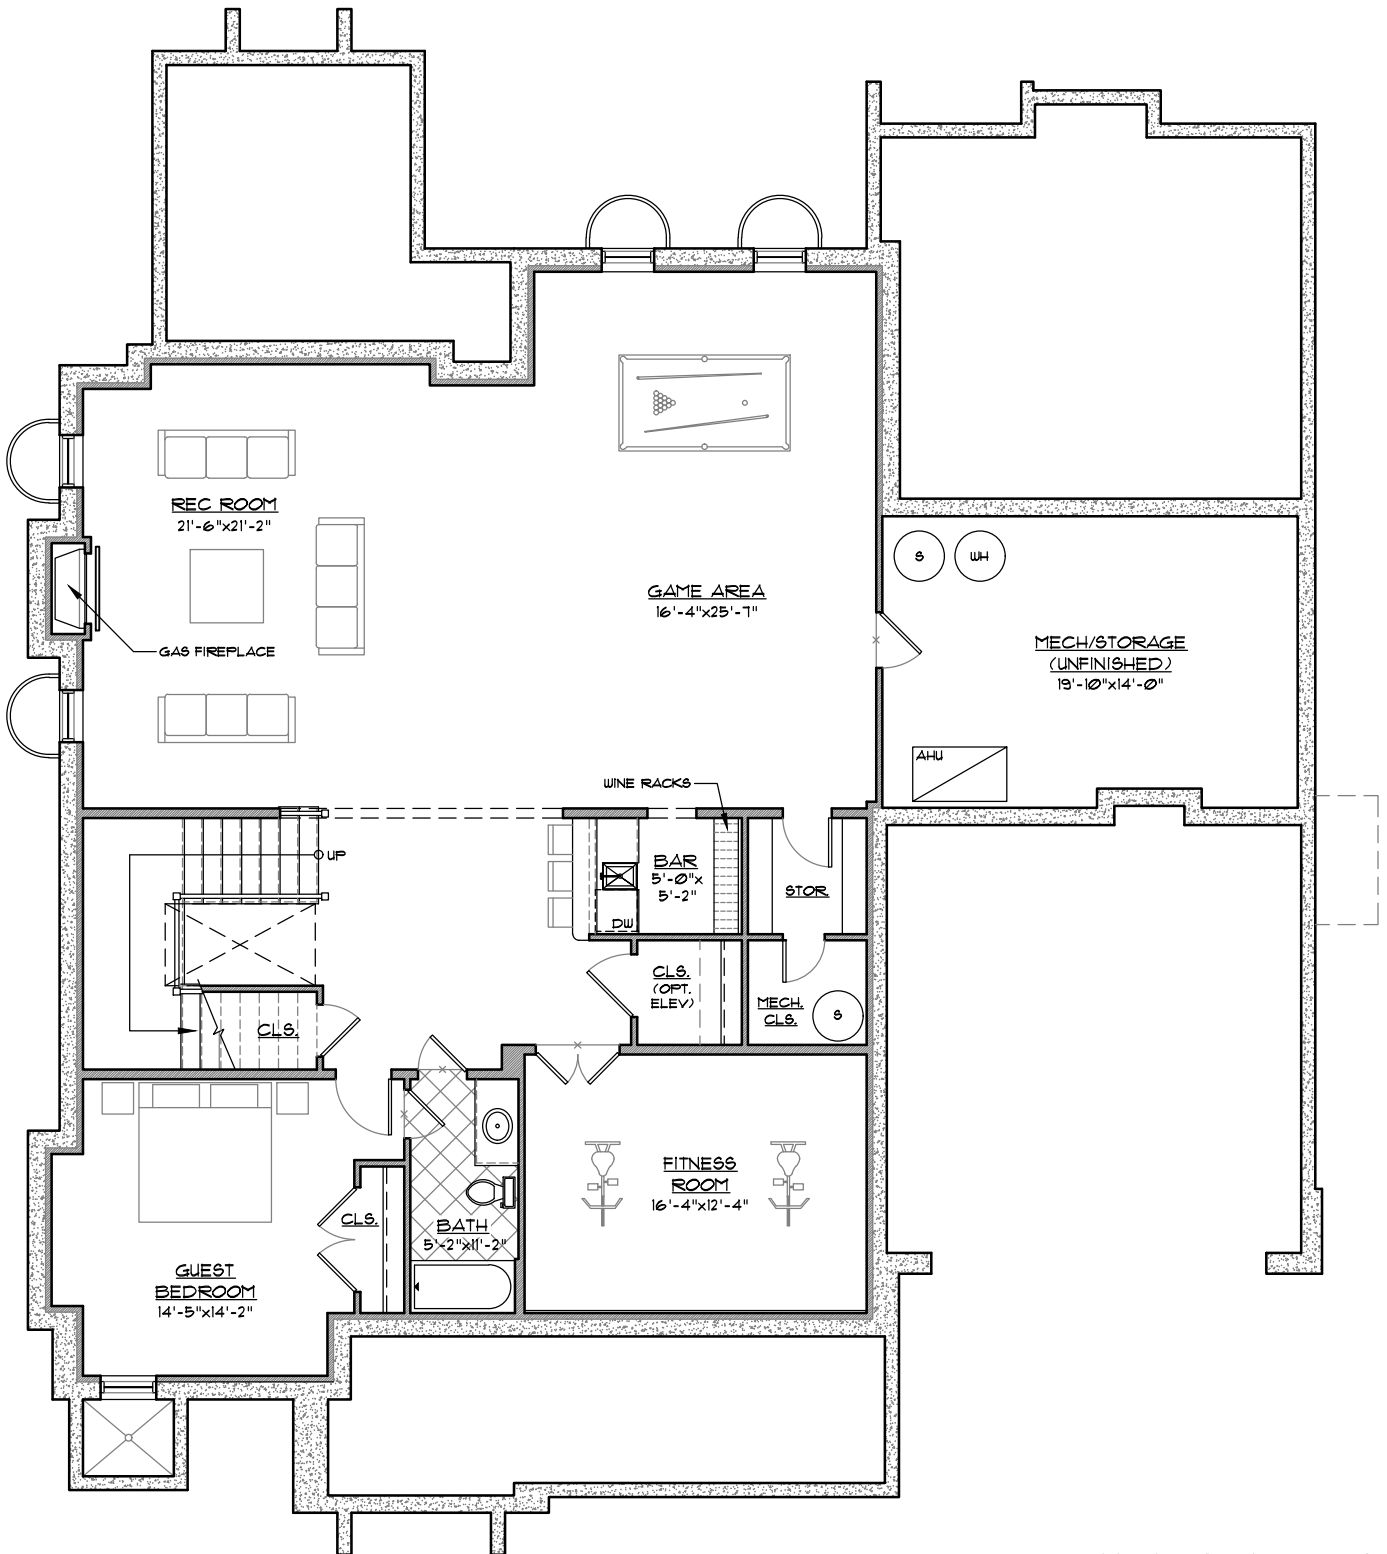 REC ROOM
21'-6"x21'-2"
S
WH
GAME AREA
16'-4"x25'-7"
GAS FIREPLACE
MECH/STORAGE
(UNFINISHED)
19'-10"x14'-0"
AHU
WINE RACKS
UP
BAR
5'-0"x
5'-2"
STOR.
DW
CLS.
(OPT.
ELEV)
MECH.
CLS.
S
CLS.
FITNESS
ROOM
16'-4"x12'-4"
CLS.
BATH
5'-2"x11'-2"
GUEST
BEDROOM
14'-5"x14'-2"